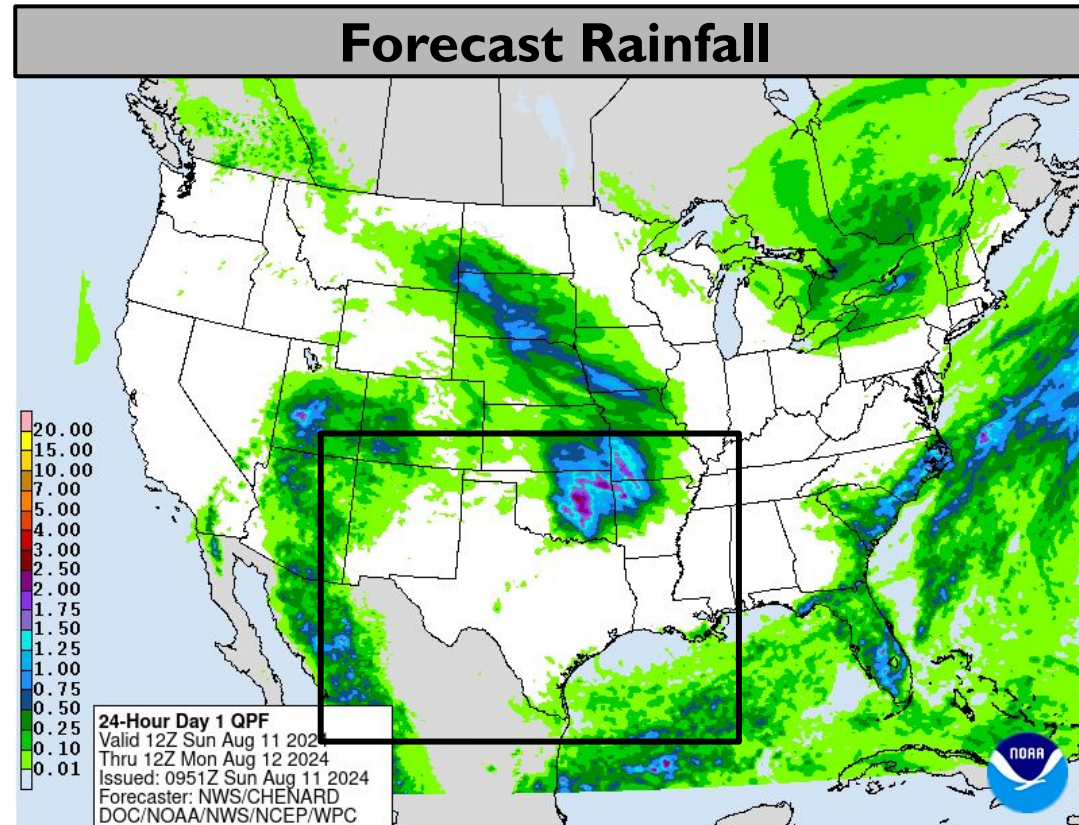 Forecast Rainfall
20.00
15.00
10.00
7.00
5.00
4.00
3.00
2.50
2.00
1.75
1.50
1.25
1.00
0.75
0.50
0.25
0.10
0.01
24-Hour Day 1 QPF
Valid 12Z Sun Aug 11 2024
Thru 12Z Mon Aug 12 2024
Issued: 0951Z Sun Aug 11 2024
Forecaster: NWS/CHENARD
DOC/NOAA/NWS/NCEP/WPC
NOAA